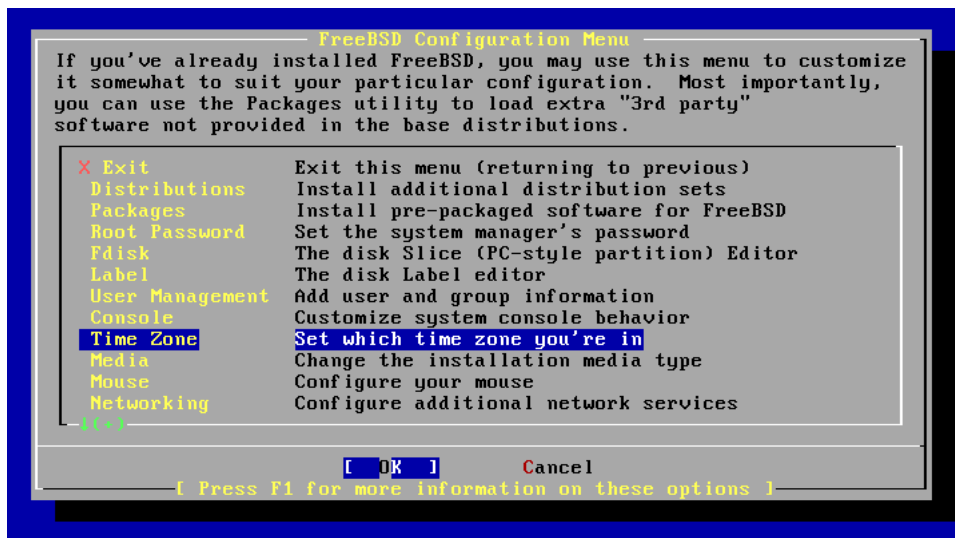 FreeBSD Configuration Menu
If you've already installed FreeBSD, you may use this menu to customize
it somewhat to suit your particular configuration.  Most importantly,
you can use the Packages utility to load extra "3rd party"
software not provided in the base distributions.
X Exit Exit this menu (returning to previous)
Distributions Install additional distribution sets
Packages Install pre-packaged software for FreeBSD
Root Password Set the system manager's password
Fdisk The disk Slice (PC-style partition) Editor
Label The disk Label editor
User Management Add user and group information
Console Customize system console behavior
Time Zone Set which time zone you're in
Media Change the installation media type
Mouse Configure your mouse
Networking Configure additional network services
↓(+)
[ OK ] Cancel
[ Press F1 for more information on these options ]